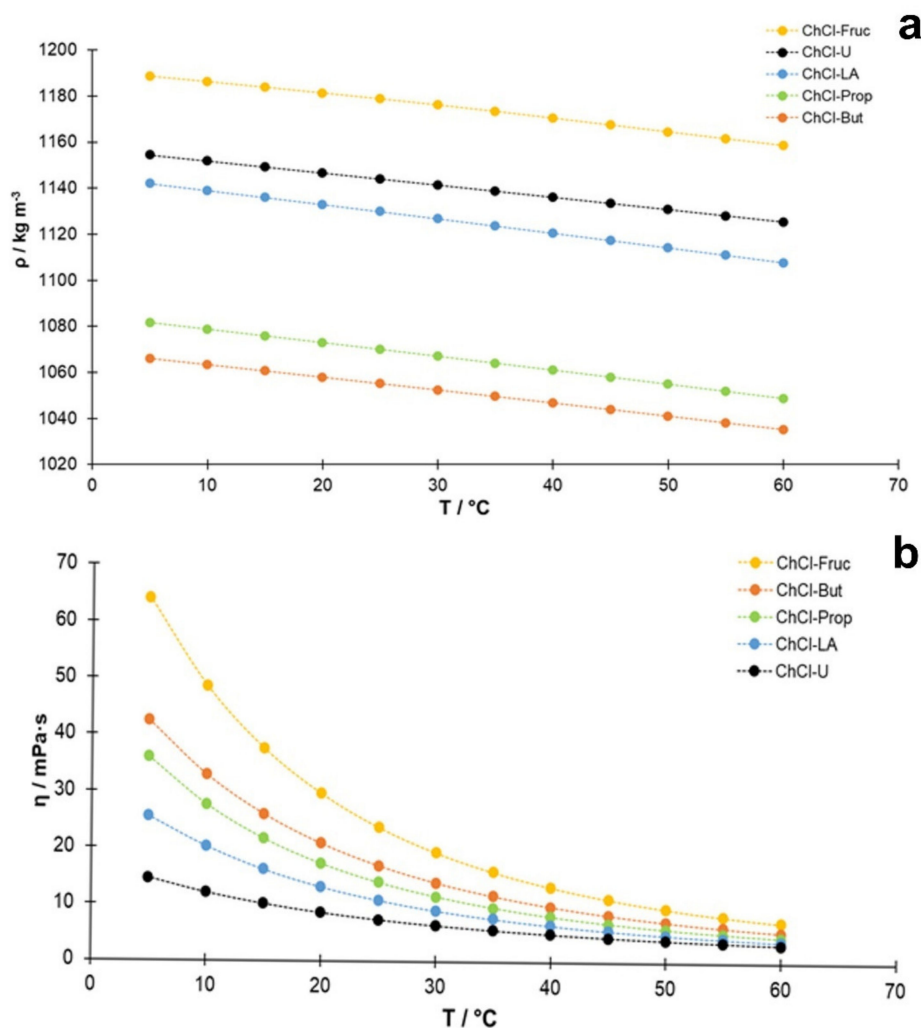 a
ChCl-Fruc
ChCl-U
ChCl-LA
ChCl-Prop
ChCl-But
1200
1180
1160
1140
1120
1100
1080
1060
1040
1020
ρ / kg m⁻³
0 10 20 30 40 50 60 70
T / °C
b
ChCl-Fruc
ChCl-But
ChCl-Prop
ChCl-LA
ChCl-U
70
60
50
40
30
20
10
0
η / mPa·s
0 10 20 30 40 50 60
T / °C